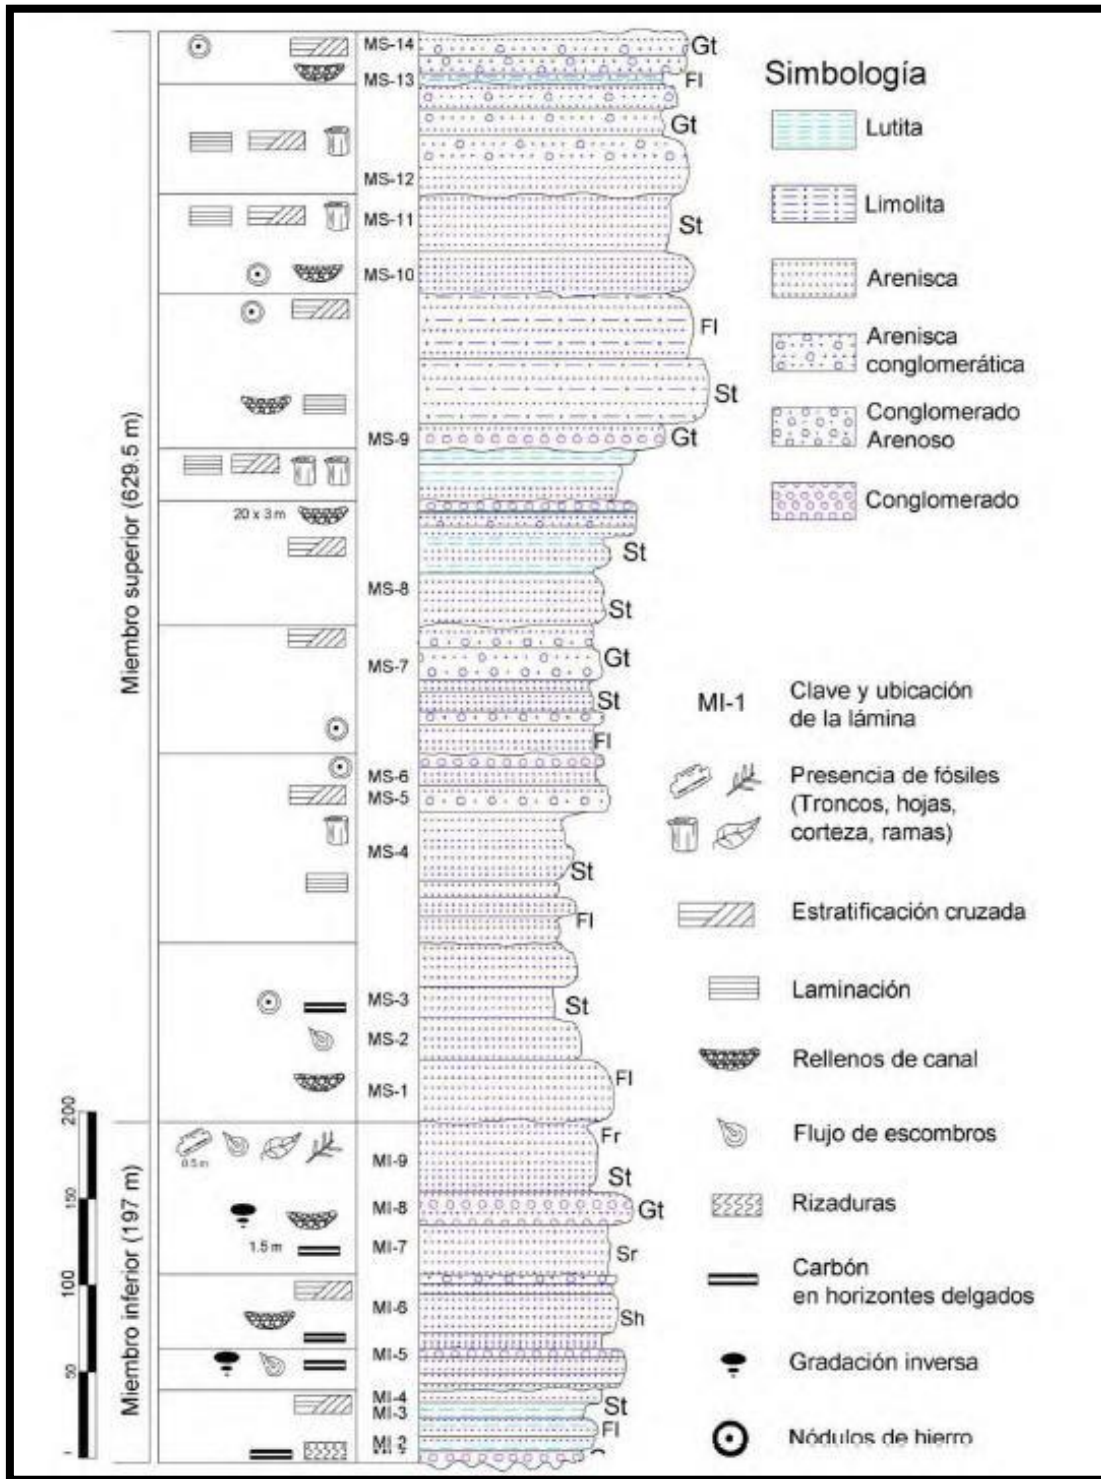 Miembro superior (629.5 m)
Miembro inferior (197 m)
200
150
100
50
20 x 3 m
0.5 m
1.5 m
MS-14
MS-13
MS-12
MS-11
MS-10
MS-9
MS-8
MS-7
MS-6
MS-5
MS-4
MS-3
MS-2
MS-1
MI-9
MI-8
MI-7
MI-6
MI-5
MI-4
MI-3
MI-2
Gt
Fl
Gt
St
Fl
St
Gt
St
St
Gt
St
Fl
St
Fl
St
Fl
Fr
St
Gt
Sr
Sh
St
Fl
Simbología
Lutita
Limolita
Arenisca
Arenisca
conglomerática
Conglomerado
Arenoso
Conglomerado
MI-1
Clave y ubicación
de la lámina
Presencia de fósiles
(Troncos, hojas,
corteza, ramas)
Estratificación cruzada
Laminación
Rellenos de canal
Flujo de escombros
Rizaduras
Carbón
en horizontes delgados
Gradación inversa
Nódulos de hierro